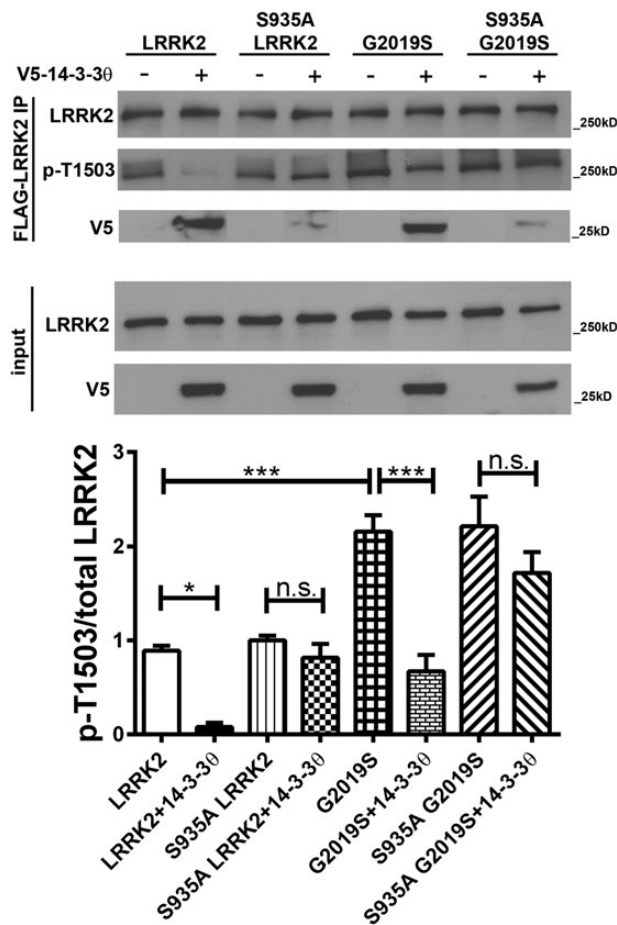 S935A S935A
LRRK2 LRRK2 G2019S G2019S
V5-14-3-3θ - + - + - + - +
FLAG-LRRK2 IP
LRRK2 _250kD
p-T1503 _250kD
V5 _25kD
input
LRRK2 _250kD
V5 _25kD
p-T1503/total LRRK2
3
2
1
0
*** *** n.s.
* n.s.
LRRK2
LRRK2+14-3-3θ
S935A LRRK2
S935A LRRK2+14-3-3θ
G2019S
G2019S+14-3-3θ
S935A G2019S
S935A G2019S+14-3-3θ